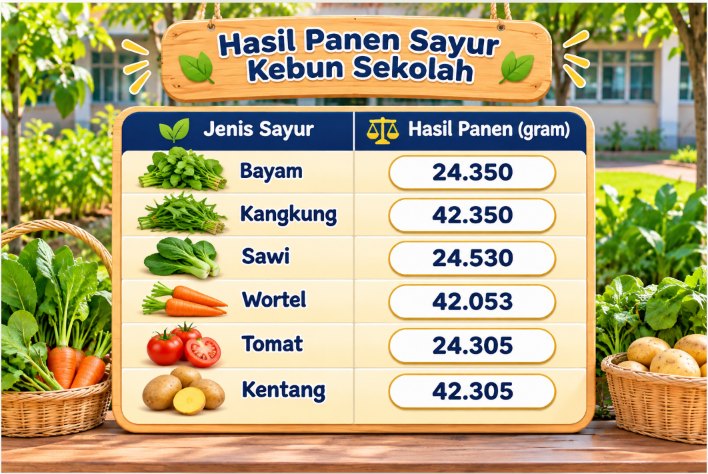 Hasil Panen Sayur
Kebun Sekolah
Jenis Sayur Hasil Panen (gram)
Bayam 24.350
Kangkung 42.350
Sawi 24.530
Wortel 42.053
Tomat 24.305
Kentang 42.305